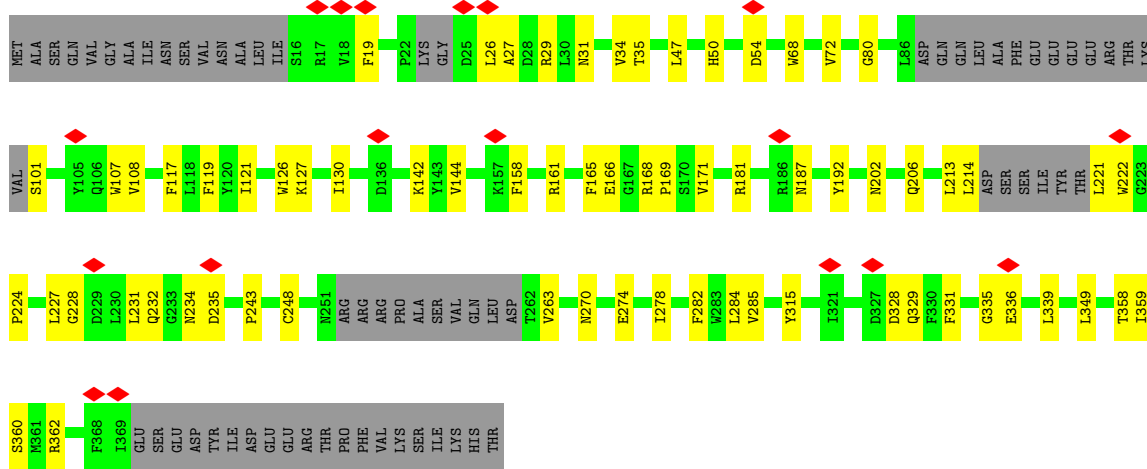 MET ALA SER GLN VAL GLY ALA ILE ASN SER VAL ASN ALA LEU ILE S16 R17 V18 F19 P22 LYS GLY D25 L26 A27 D28 R29 L30 N31 V34 T35 L47 H50 D54 W68 V72 G80 L86 ASP GLN GLN LEU ALA PHE GLU GLU GLU GLU ARG THR LYS
VAL S101 Y105 Q106 W107 V108 F117 L118 F119 Y120 I121 W126 K127 I130 D136 K142 Y143 V144 K157 F158 R161 F165 E166 G167 R168 P169 S170 V171 R181 R186 N187 Y192 N202 Q206 L213 L214 ASP SER SER ILE TYR THR L221 W222 G223
P224 L227 G228 D229 L230 L231 Q232 G233 N234 D235 P243 C248 N251 ARG ARG ARG PRO ALA SER VAL GLN LEU ASP T262 V263 N270 E274 I278 F282 W283 L284 V285 Y315 I321 D327 D328 Q329 F330 F331 G335 E336 L339 L349 T358 I359
S360 M361 R362 F368 I369 GLU SER GLU ASP TYR ILE ASP GLU GLU ARG THR PRO PHE VAL LYS SER ILE LYS HIS THR